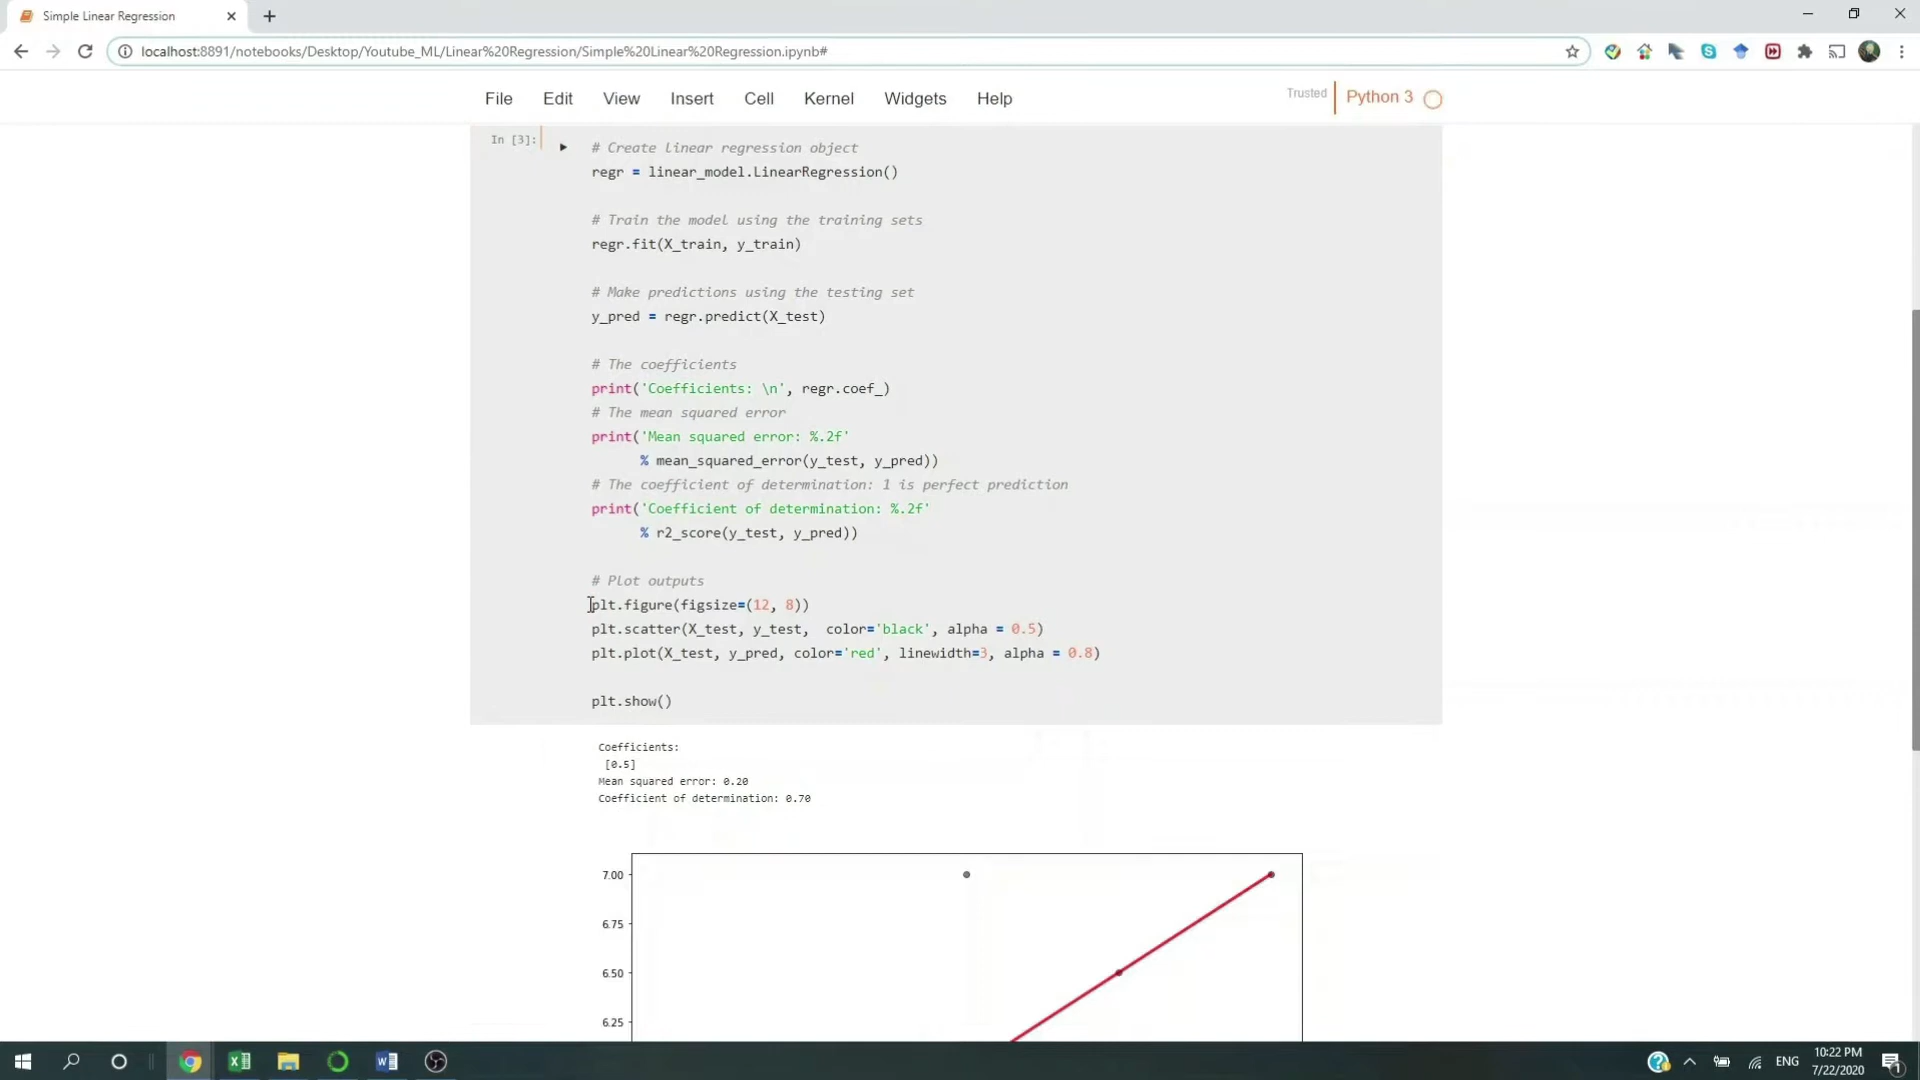 Simple Linear Regression
localhost:8891/notebooks/Desktop/Youtube_ML/Linear%20Regression/Simple%20Linear%20Regression.ipynb#
File Edit View Insert Cell Kernel Widgets Help
Trusted Python 3
In [3]:
# Create linear regression object
regr = linear_model.LinearRegression()
# Train the model using the training sets
regr.fit(X_train, y_train)
# Make predictions using the testing set
y_pred = regr.predict(X_test)
# The coefficients
print('Coefficients: \n', regr.coef_)
# The mean squared error
print('Mean squared error: %.2f'
% mean_squared_error(y_test, y_pred))
# The coefficient of determination: 1 is perfect prediction
print('Coefficient of determination: %.2f'
% r2_score(y_test, y_pred))
# Plot outputs
plt.figure(figsize=(12, 8))
plt.scatter(X_test, y_test,  color='black', alpha = 0.5)
plt.plot(X_test, y_pred, color='red', linewidth=3, alpha = 0.8)
plt.show()
Coefficients:
[0.5]
Mean squared error: 0.20
Coefficient of determination: 0.70
7.00
6.75
6.50
6.25
ENG
10:22 PM
7/22/2020
1